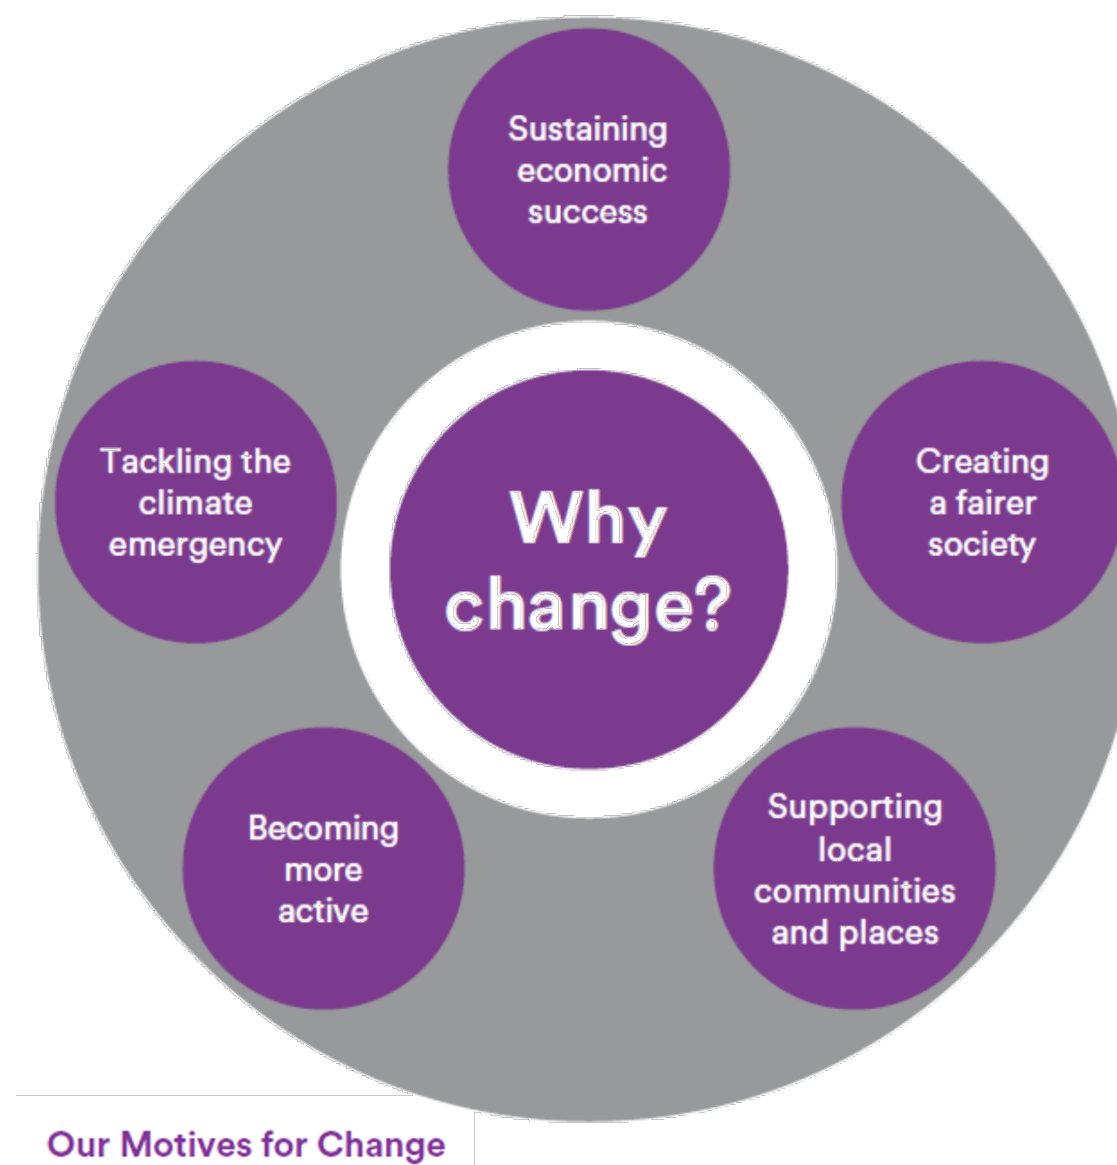 Sustaining
economic
success
Tackling the
climate
emergency
Creating
a fairer
society
Why
change?
Becoming
more
active
Supporting
local
communities
and places
Our Motives for Change